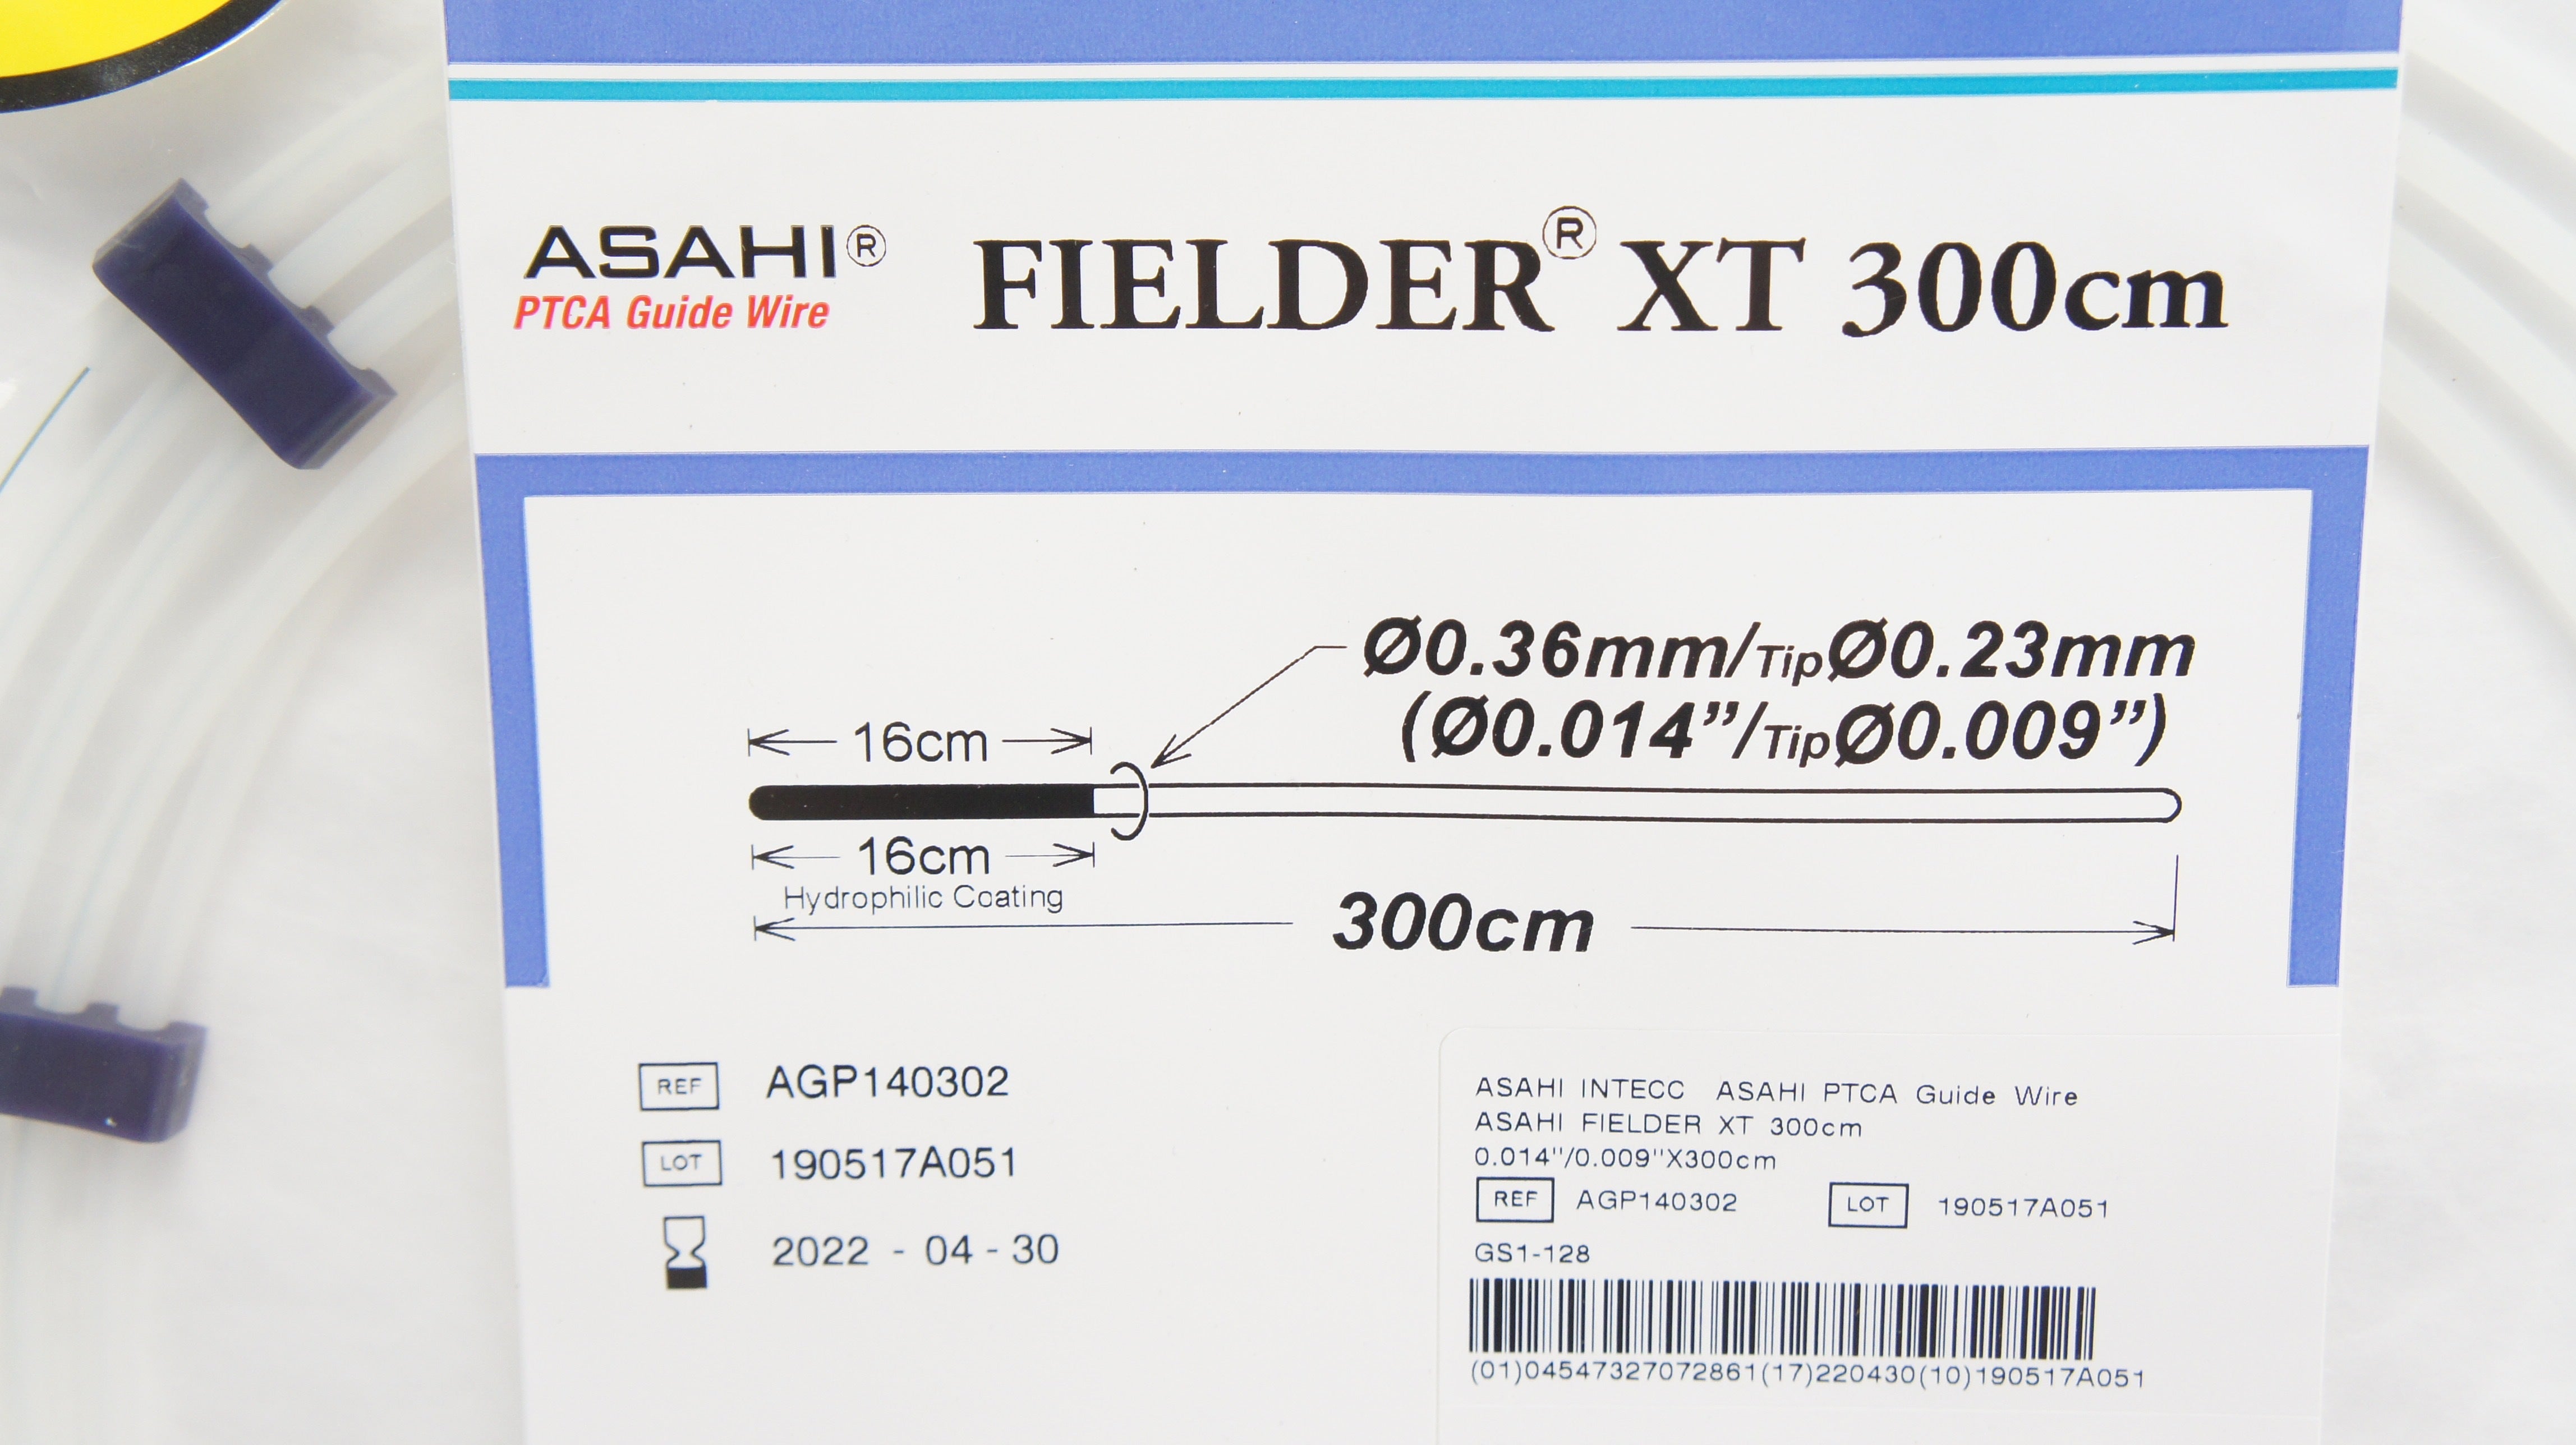 ASAHI® FIELDER® XT 300cm
PTCA Guide Wire
Ø0.36mm/TipØ0.23mm
(Ø0.014”/TipØ0.009”)
16cm
16cm
Hydrophilic Coating
300cm
REF AGP140302
LOT 190517A051
2022 - 04 - 30
ASAHI INTECC ASAHI PTCA Guide Wire
ASAHI FIELDER XT 300cm
0.014"/0.009"X300cm
REF AGP140302 LOT 190517A051
GS1-128
(01)04547327072861(17)220430(10)190517A051